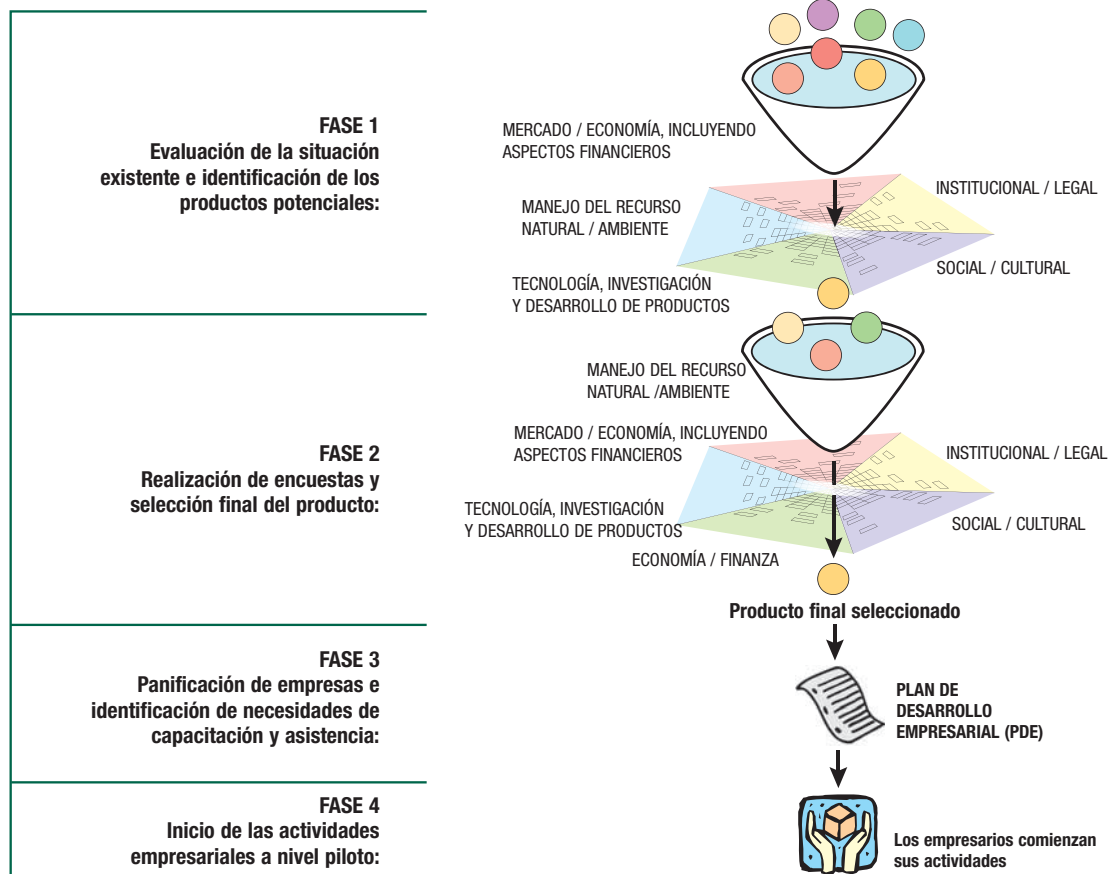 FASE 1
Evaluación de la situación
existente e identificación de los
productos potenciales:
MERCADO / ECONOMÍA, INCLUYENDO
ASPECTOS FINANCIEROS
INSTITUCIONAL / LEGAL
MANEJO DEL RECURSO
NATURAL / AMBIENTE
SOCIAL / CULTURAL
TECNOLOGÍA, INVESTIGACIÓN
Y DESARROLLO DE PRODUCTOS
FASE 2
Realización de encuestas y
selección final del producto:
MANEJO DEL RECURSO
NATURAL /AMBIENTE
MERCADO / ECONOMÍA, INCLUYENDO
ASPECTOS FINANCIEROS
INSTITUCIONAL / LEGAL
TECNOLOGÍA, INVESTIGACIÓN
Y DESARROLLO DE PRODUCTOS
SOCIAL / CULTURAL
ECONOMÍA / FINANZA
Producto final seleccionado
FASE 3
Panificación de empresas e
identificación de necesidades de
capacitación y asistencia:
PLAN DE
DESARROLLO
EMPRESARIAL (PDE)
FASE 4
Inicio de las actividades
empresariales a nivel piloto:
Los empresarios comienzan
sus actividades